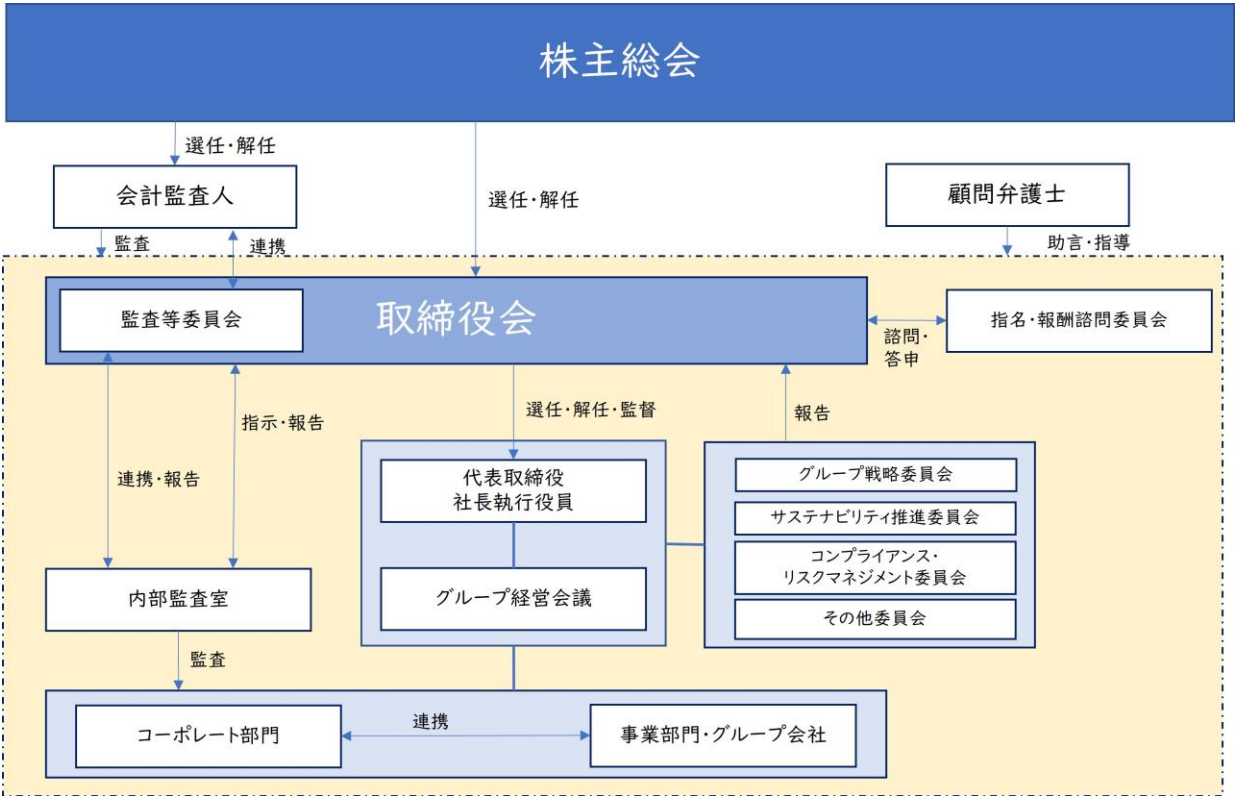 株主総会
選任・解任
会計監査人
選任・解任
顧問弁護士
監査
連携
助言・指導
監査等委員会
取締役会
諮問・
答申
指名・報酬諮問委員会
選任・解任・監督
報告
指示・報告
連携・報告
代表取締役
社長執行役員
グループ経営会議
グループ戦略委員会
サステナビリティ推進委員会
コンプライアンス・
リスクマネジメント委員会
その他委員会
内部監査室
監査
コーポレート部門
連携
事業部門・グループ会社